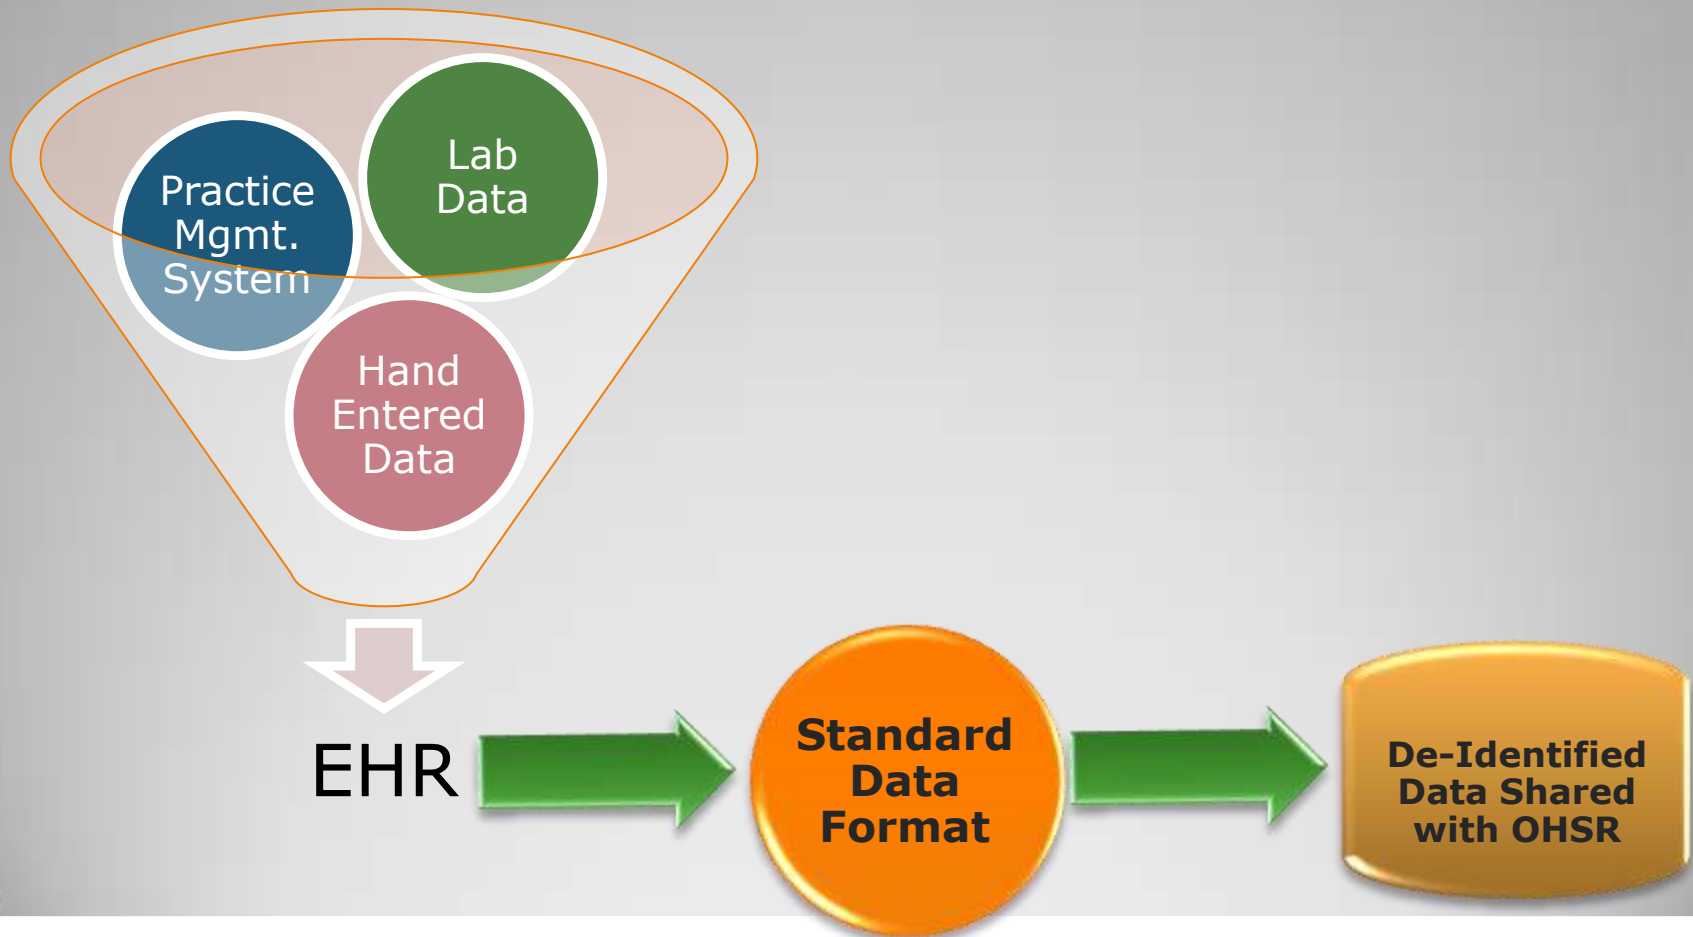 Practice
Mgmt.
System
Lab
Data
Hand
Entered
Data
EHR
Standard
Data
Format
De-Identified
Data Shared
with OHSR